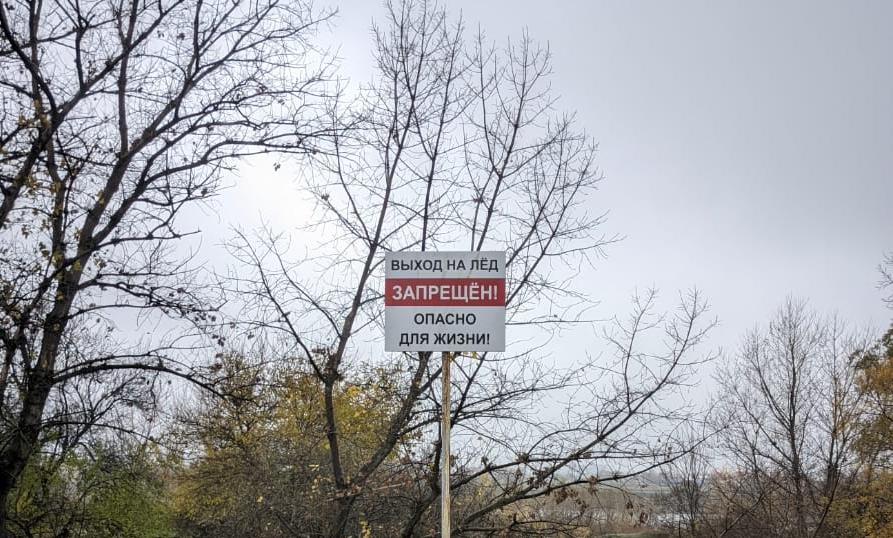 ВЫХОД НА ЛЁД
ЗАПРЕЩЁН!
ОПАСНО
ДЛЯ ЖИЗНИ!